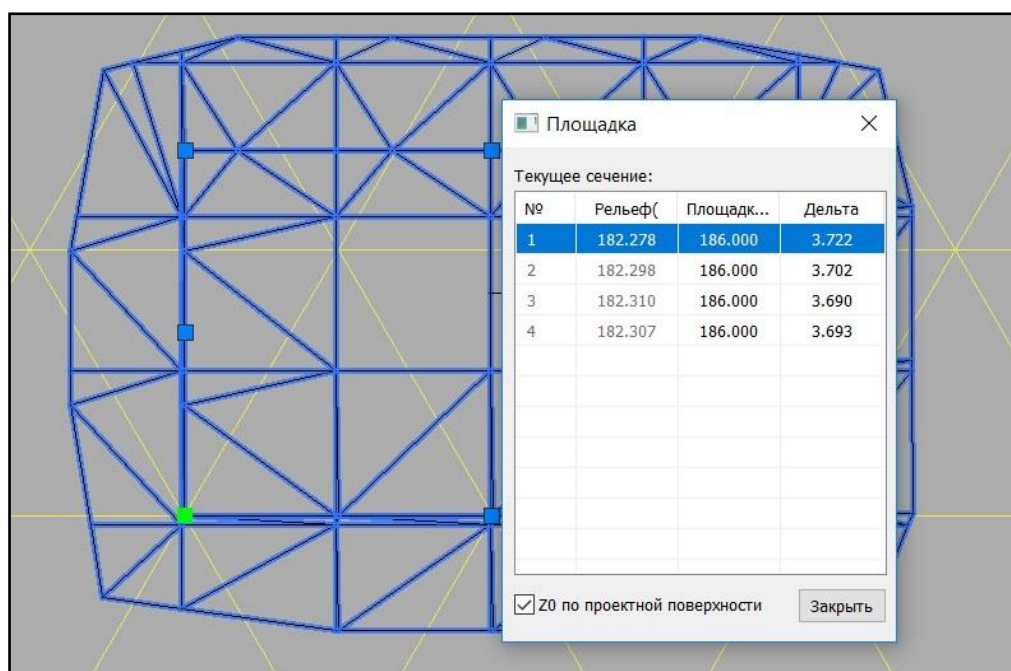 Площадка
Текущее сечение:
№ Рельеф( Площадк... Дельта
1 182.278 186.000 3.722
2 182.298 186.000 3.702
3 182.310 186.000 3.690
4 182.307 186.000 3.693
Z0 по проектной поверхности Закрыть